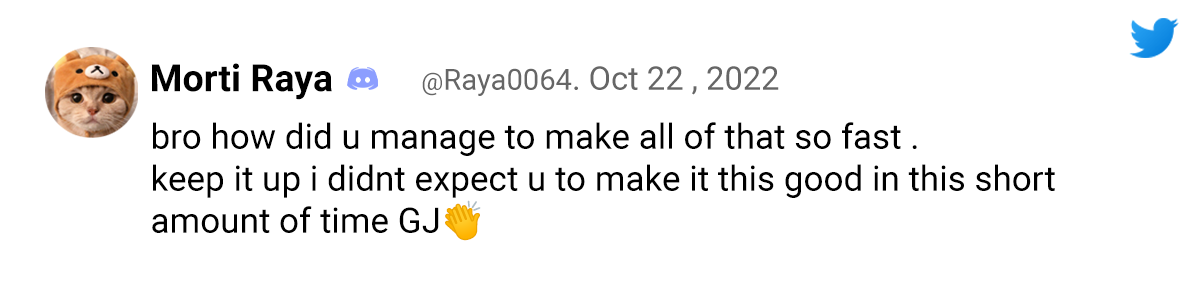 Morti Raya @Raya0064. Oct 22 , 2022
bro how did u manage to make all of that so fast .
keep it up i didnt expect u to make it this good in this short
amount of time GJ👏